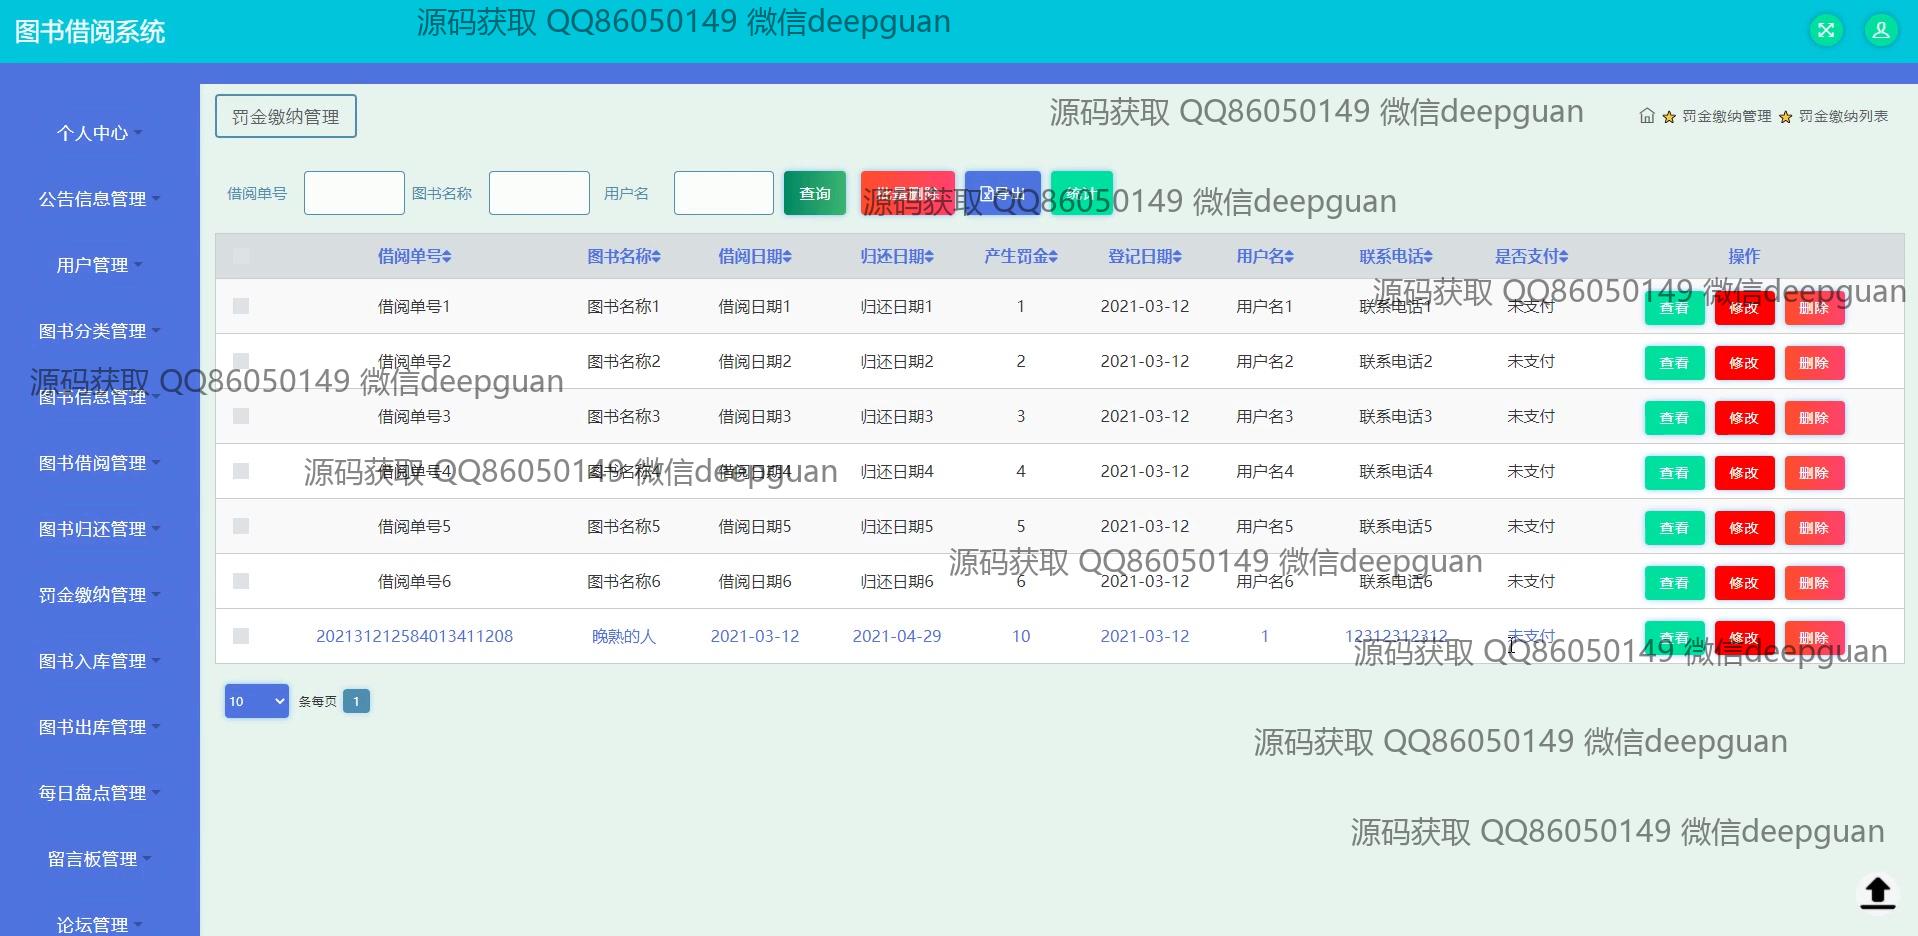 图书借阅系统
源码获取 QQ86050149 微信deepguan
个人中心
公告信息管理
用户管理
图书分类管理
图书信息管理
图书借阅管理
图书归还管理
罚金缴纳管理
图书入库管理
图书出库管理
每日盘点管理
留言板管理
论坛管理
罚金缴纳管理
源码获取 QQ86050149 微信deepguan
罚金缴纳管理 罚金缴纳列表
借阅单号 图书名称 用户名 查询 批量删除 导出 统计
源码获取 QQ86050149 微信deepguan
借阅单号 图书名称 借阅日期 归还日期 产生罚金 登记日期 用户名 联系电话 是否支付 操作
源码获取 QQ86050149 微信deepguan
借阅单号1 图书名称1 借阅日期1 归还日期1 1 2021-03-12 用户名1 联系电话1 未支付 查看 修改 删除
借阅单号2 图书名称2 借阅日期2 归还日期2 2 2021-03-12 用户名2 联系电话2 未支付 查看 修改 删除
源码获取 QQ86050149 微信deepguan
借阅单号3 图书名称3 借阅日期3 归还日期3 3 2021-03-12 用户名3 联系电话3 未支付 查看 修改 删除
借阅单号4 图书名称4 借阅日期4 归还日期4 4 2021-03-12 用户名4 联系电话4 未支付 查看 修改 删除
源码获取 QQ86050149 微信deepguan
借阅单号5 图书名称5 借阅日期5 归还日期5 5 2021-03-12 用户名5 联系电话5 未支付 查看 修改 删除
源码获取 QQ86050149 微信deepguan
借阅单号6 图书名称6 借阅日期6 归还日期6 6 2021-03-12 用户名6 联系电话6 未支付 查看 修改 删除
202131212584013411208 晚熟的人 2021-03-12 2021-04-29 10 2021-03-12 1 12312312312 未支付 查看 修改 删除
源码获取 QQ86050149 微信deepguan
10 条每页 1
源码获取 QQ86050149 微信deepguan
源码获取 QQ86050149 微信deepguan